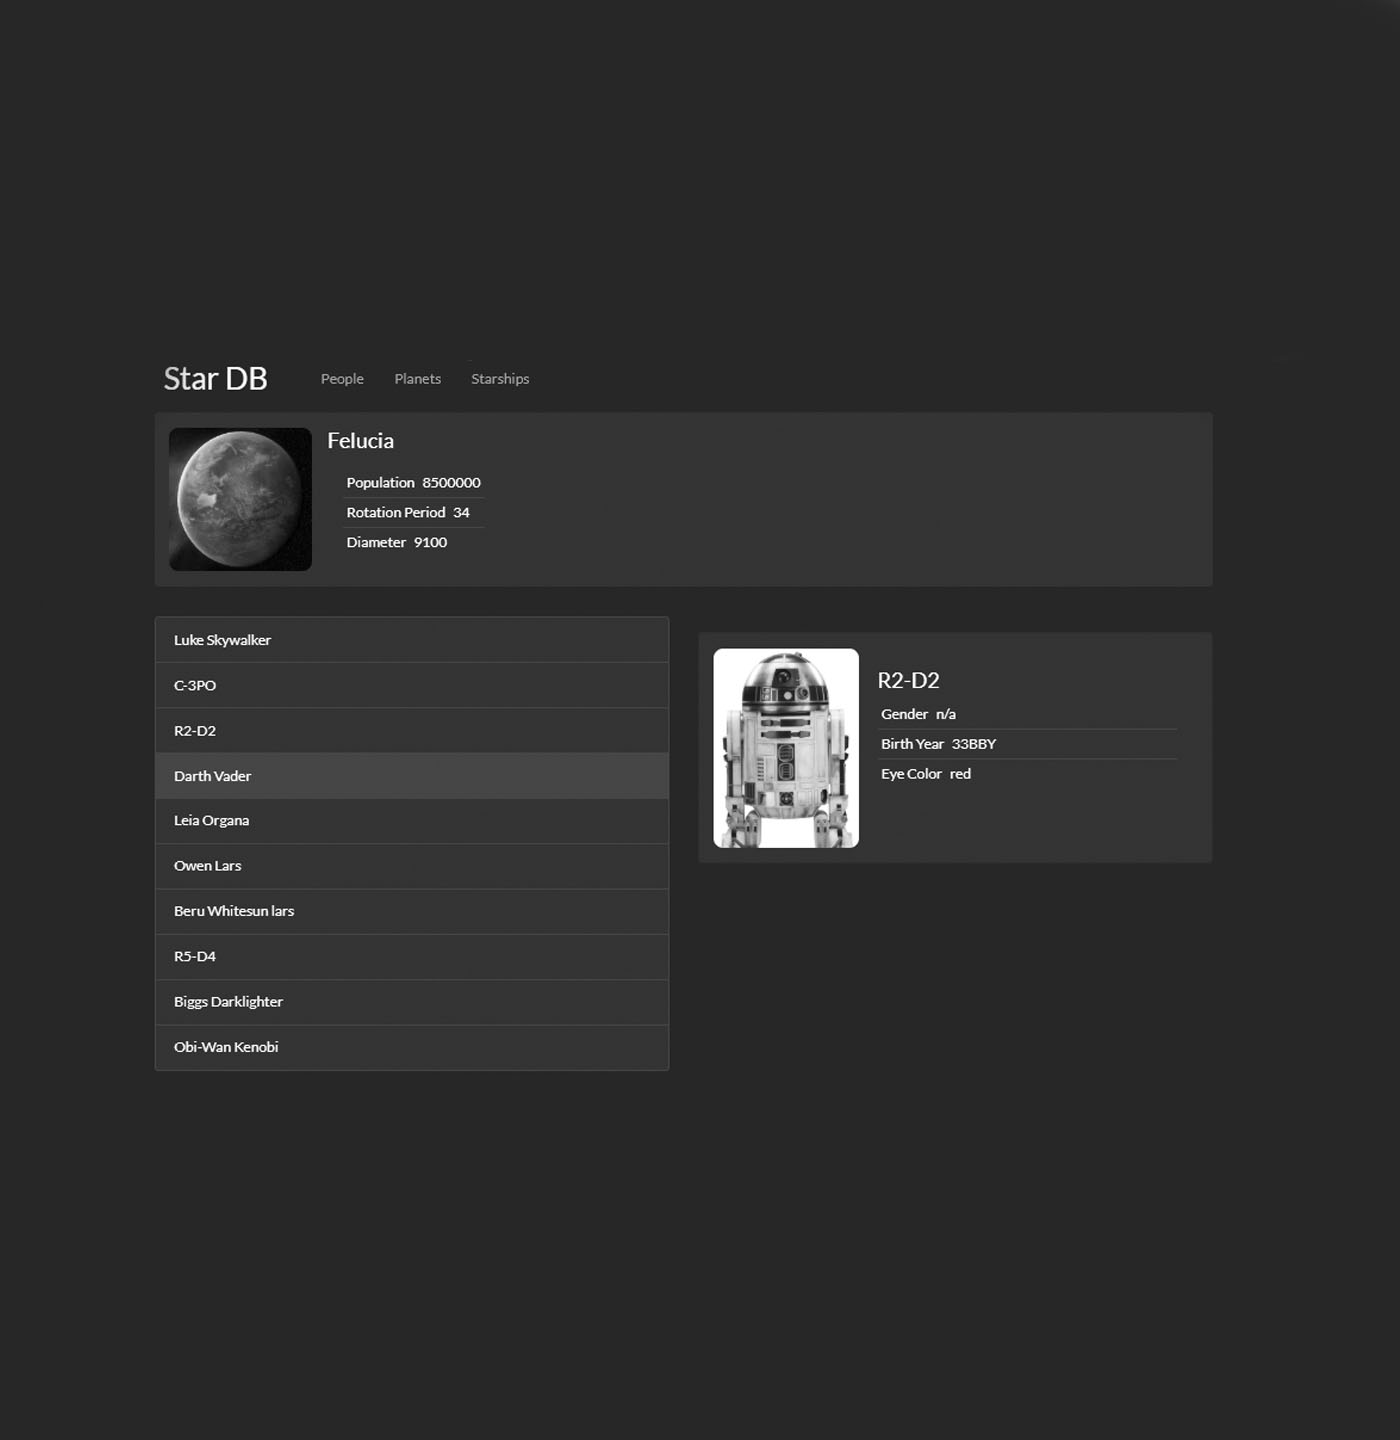 Star DB
People Planets Starships
Felucia
Population 8500000
Rotation Period 34
Diameter 9100
Luke Skywalker
C-3PO
R2-D2
Darth Vader
Leia Organa
Owen Lars
Beru Whitesun lars
R5-D4
Biggs Darklighter
Obi-Wan Kenobi
R2-D2
Gender n/a
Birth Year 33BBY
Eye Color red